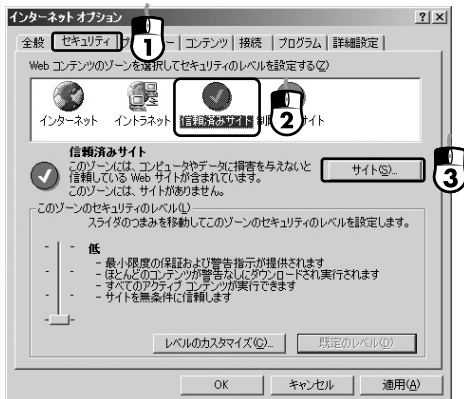 インターネット オプション
全般 セキュリティ コンテンツ 接続 プログラム 詳細設定
1
Web コンテンツのゾーンを選択してセキュリティのレベルを設定する(Z)
インターネット イントラネット 信頼済みサイト サイト
2
信頼済みサイト
このゾーンには、コンピュータやデータに損害を与えないと
信頼している Web サイトが含まれています。
このゾーンには、サイトがありません。
サイト(S)...
3
このゾーンのセキュリティのレベル(L)
スライダのつまみを移動してこのゾーンのセキュリティのレベルを設定します。
低
- 最小限度の保証および警告指示が提供されます
- ほとんどのコンテンツが警告なしにダウンロードされ実行されます
- すべてのアクティブ コンテンツが実行できます
- サイトを無条件に信頼します
レベルのカスタマイズ(C)... 既定のレベル(D)
OK キャンセル 適用(A)